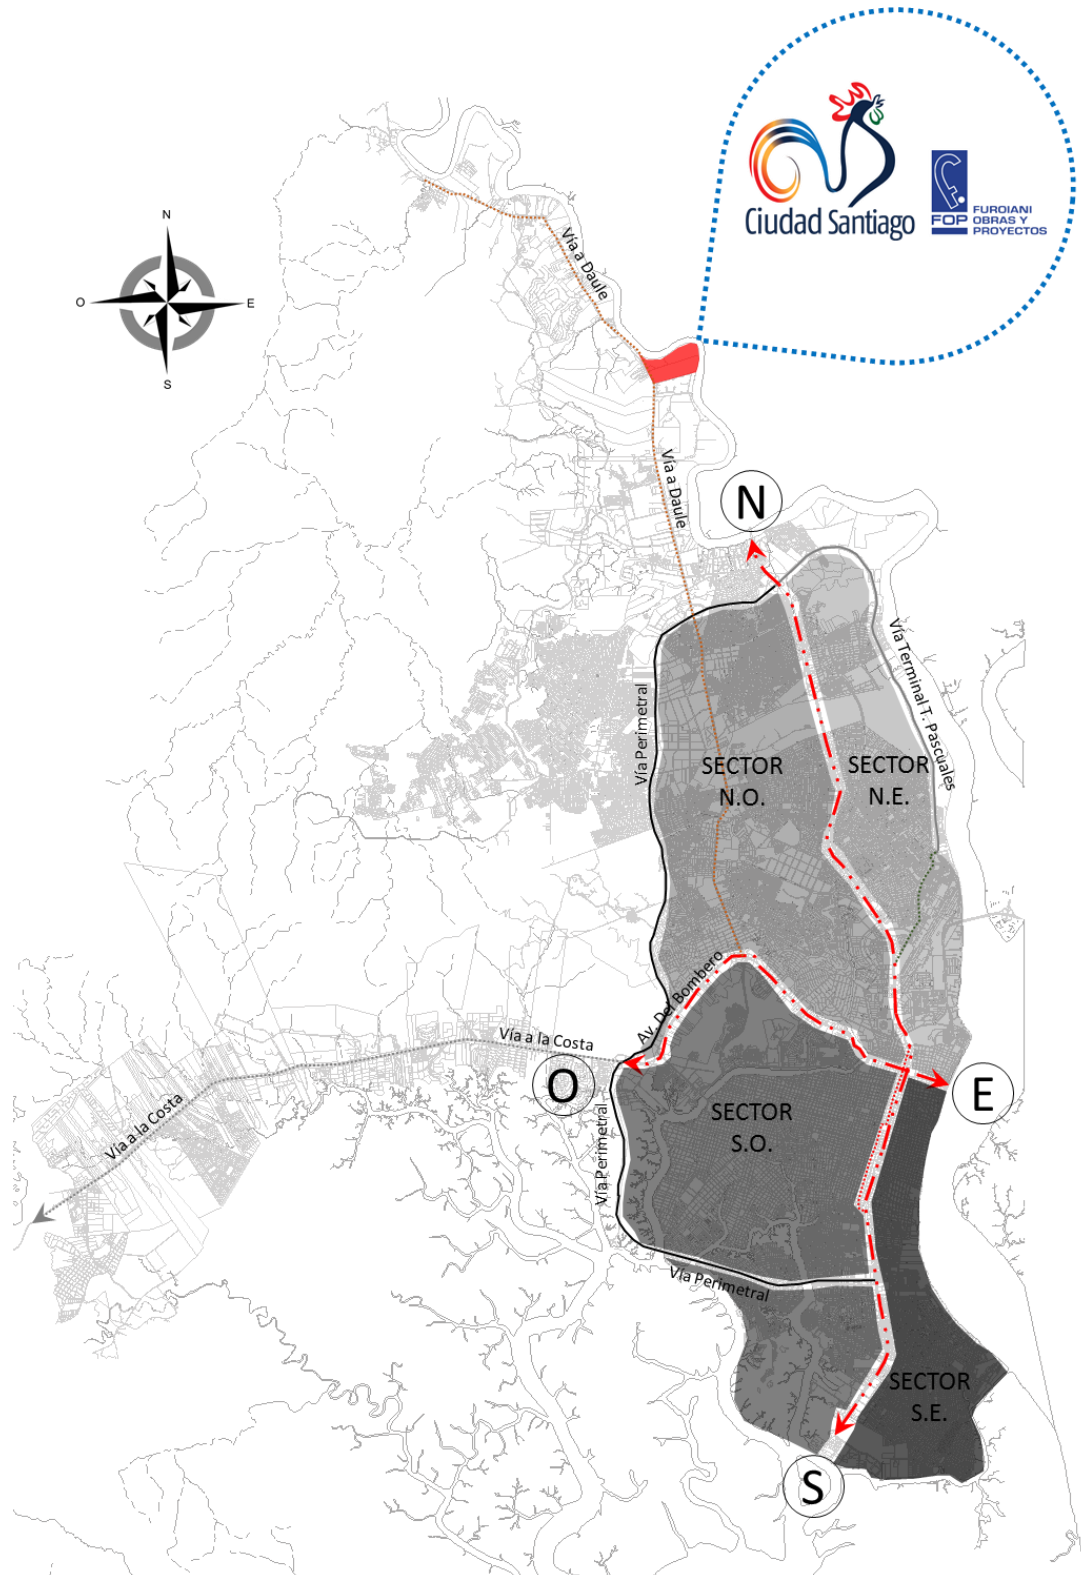 Ciudad Santiago
FOP
FUROIANI
OBRAS Y
PROYECTOS
N
O
E
S
Vía a Daule
Vía a Daule
N
Vía Terminal T. Pascuales
Vía Perimetral
SECTOR
N.O.
SECTOR
N.E.
Av. Del Bombero
Vía a la Costa
O
E
Vía a la Costa
Vía Perimetral
SECTOR
S.O.
Vía Perimetral
SECTOR
S.E.
S